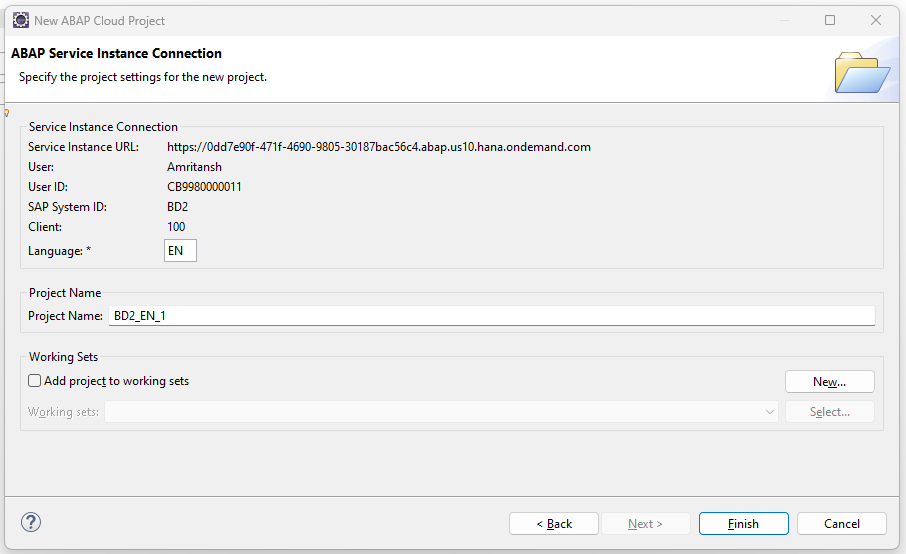 New ABAP Cloud Project
ABAP Service Instance Connection
Specify the project settings for the new project.
Service Instance Connection
Service Instance URL: https://0dd7e90f-471f-4690-9805-30187bac56c4.abap.us10.hana.ondemand.com
User: Amritansh
User ID: CB9980000011
SAP System ID: BD2
Client: 100
Language: * EN
Project Name
Project Name: BD2_EN_1
Working Sets
Add project to working sets New...
Working sets: Select...
? < Back Next > Finish Cancel